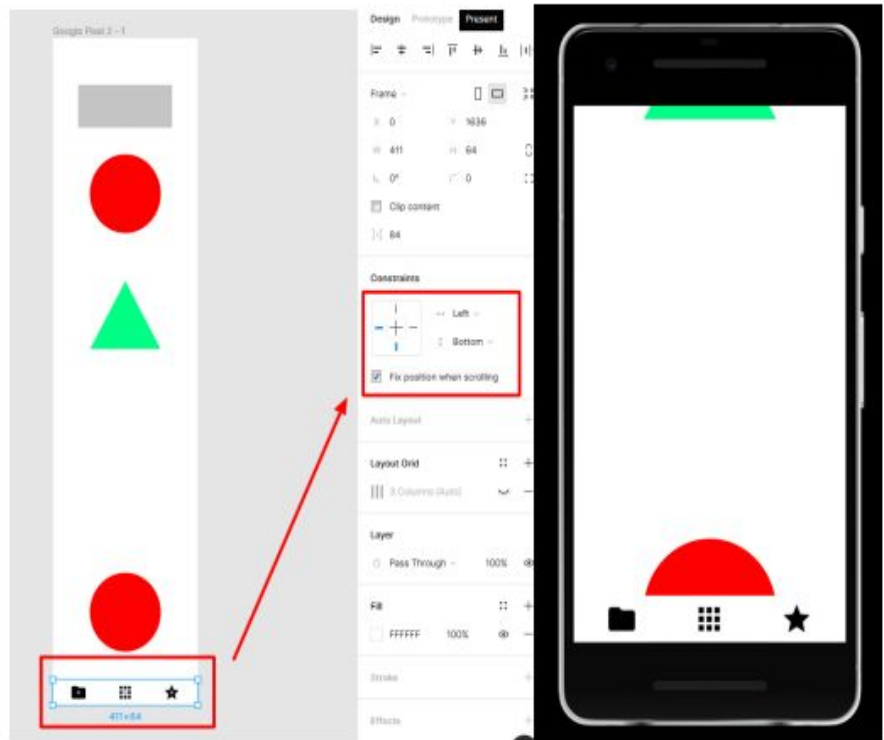 Google Pixel 2 - 1
411×64
Design Prototype Present
Frame
X 0 Y 1636
W 411 H 64
0° 0
Clip content
84
Constraints
Left
Bottom
Fix position when scrolling
Auto Layout
Layout Grid
3 Columns (Auto)
Layer
Pass Through 100%
Fill
FFFFFF 100%
Stroke
Effects